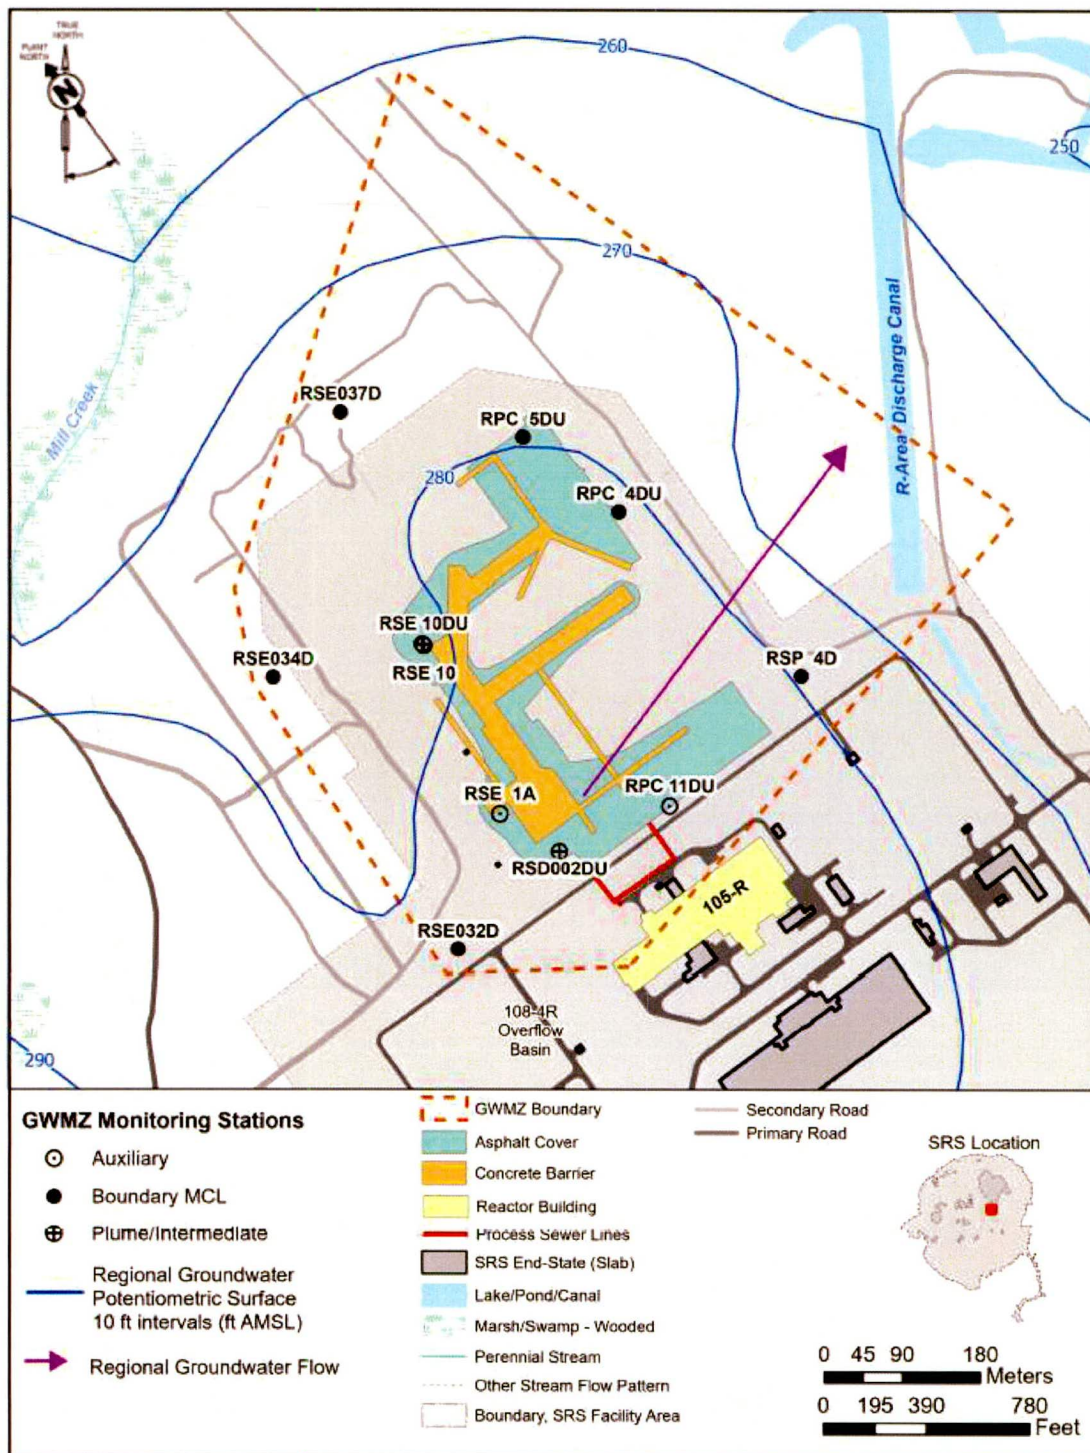 TRUE
NORTH
PLANT
NORTH
N
260
250
270
R-Area Discharge Canal
Mill Creek
RSE037D
RPC 5DU
280
RPC 4DU
RSE 10DU
RSE 10
RSE034D
RSP 4D
RSE 1A
RPC 11DU
RSD002DU
105-R
RSE032D
108-4R
Overflow
Basin
290
GWMZ Monitoring Stations
Auxiliary
Boundary MCL
Plume/Intermediate
Regional Groundwater
Potentiometric Surface
10 ft intervals (ft AMSL)
Regional Groundwater Flow
GWMZ Boundary
Asphalt Cover
Concrete Barrier
Reactor Building
Process Sewer Lines
SRS End-State (Slab)
Lake/Pond/Canal
Marsh/Swamp - Wooded
Perennial Stream
Other Stream Flow Pattern
Boundary, SRS Facility Area
Secondary Road
Primary Road
SRS Location
0 45 90 180
Meters
0 195 390 780
Feet